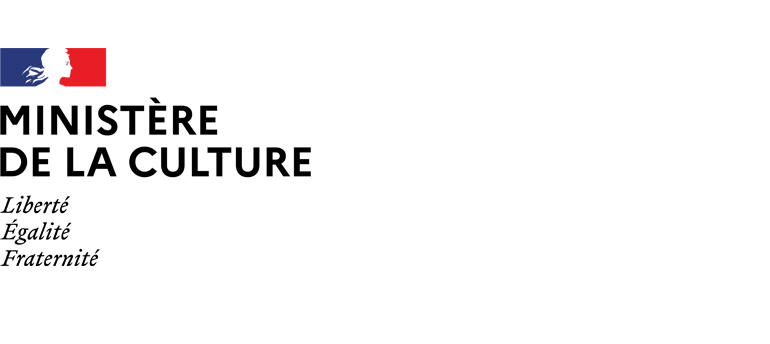 MINISTÈRE
DE LA CULTURE
Liberté
Égalité
Fraternité